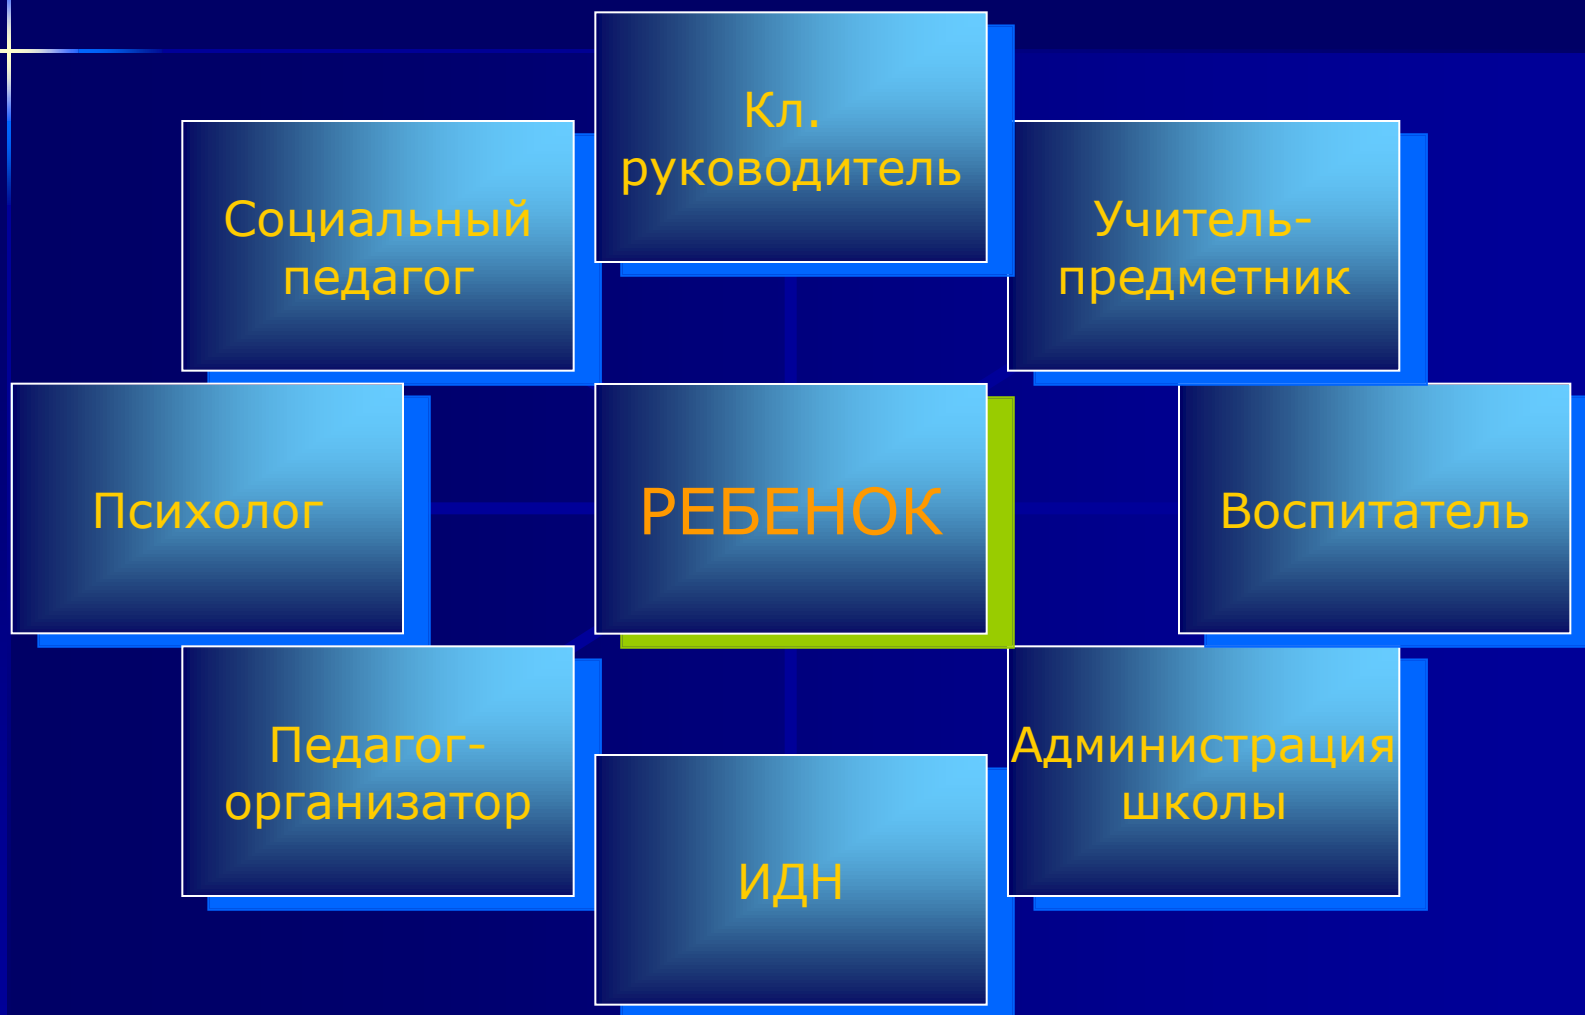 Кл.
руководитель
Социальный
педагог
Учитель-
предметник
Психолог
РЕБЕНОК
Воспитатель
Педагог-
организатор
Администрация
школы
ИДН